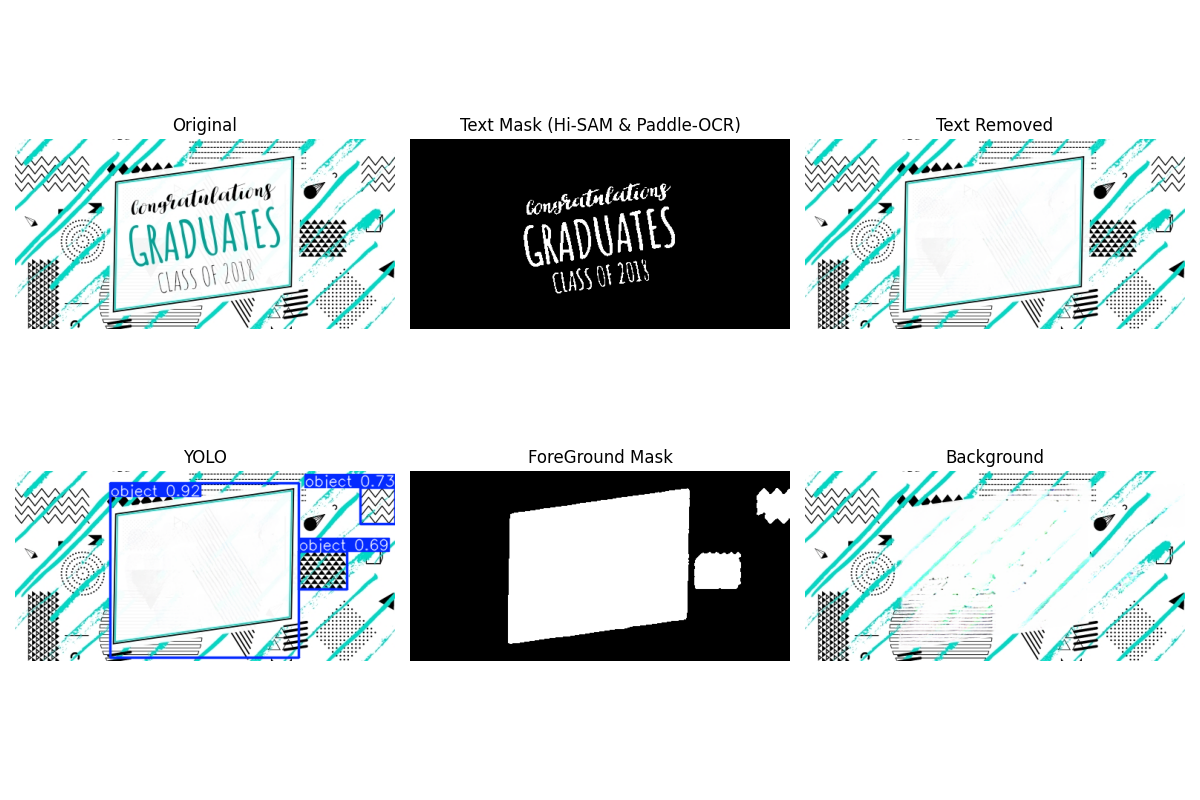 Original
Text Mask (Hi-SAM & Paddle-OCR)
Text Removed
Congratulations
GRADUATES
CLASS OF 2018
Congratulations
GRADUATES
CLASS OF 2018
YOLO
ForeGround Mask
Background
object 0.92
object 0.73
object 0.69